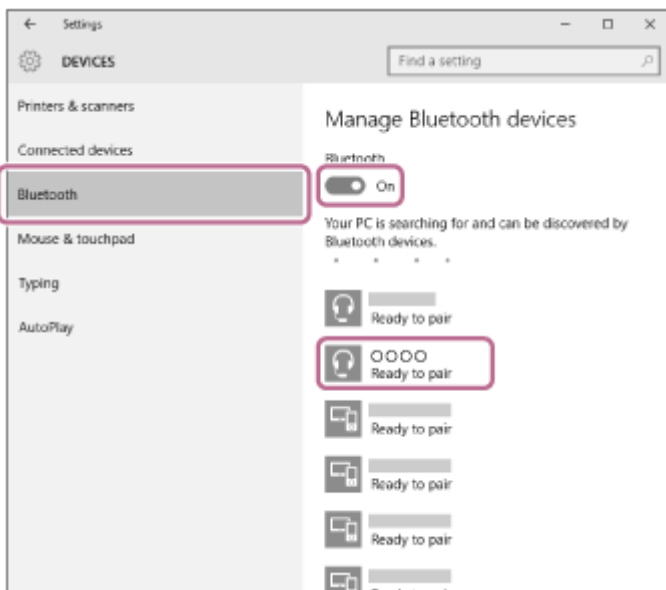 Settings
DEVICES
Find a setting
Printers & scanners
Connected devices
Bluetooth
Mouse & touchpad
Typing
AutoPlay
Manage Bluetooth devices
Bluetooth
On
Your PC is searching for and can be discovered by
Bluetooth devices.
Ready to pair
OOOO
Ready to pair
Ready to pair
Ready to pair
Ready to pair